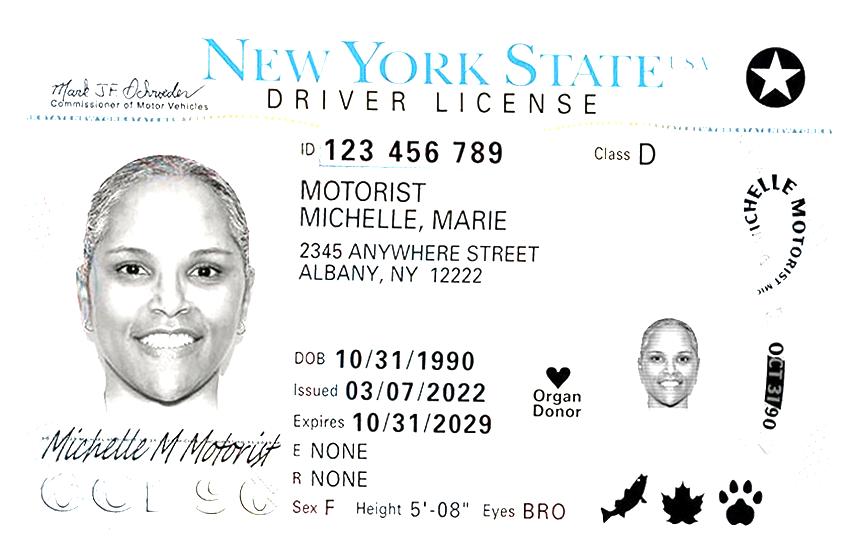 NEW YORK STATE USA
DRIVER LICENSE
Mark J.F. Schroeder
Commissioner of Motor Vehicles
ID 123 456 789
Class D
MOTORIST
MICHELLE, MARIE
2345 ANYWHERE STREET
ALBANY, NY 12222
MICHELLE MOTORIST MIC
DOB 10/31/1990
Issued 03/07/2022
Expires 10/31/2029
Organ
Donor
OCT 31/90
E NONE
R NONE
Sex F Height 5'-08" Eyes BRO
Michelle M Motorist
OCT 90